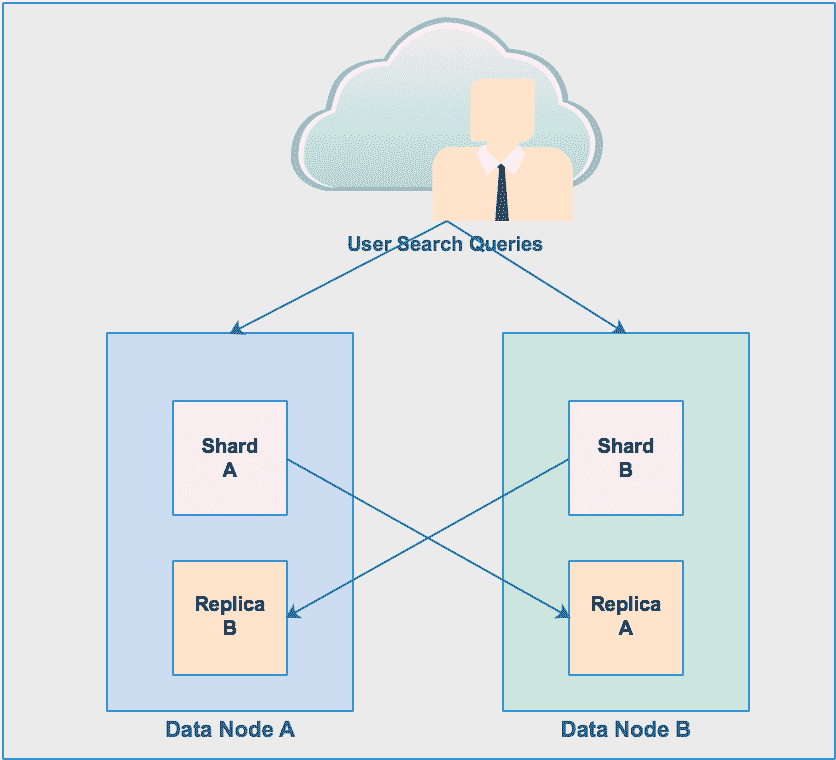 User Search Queries
Shard
A
Shard
B
Replica
B
Replica
A
Data Node A
Data Node B